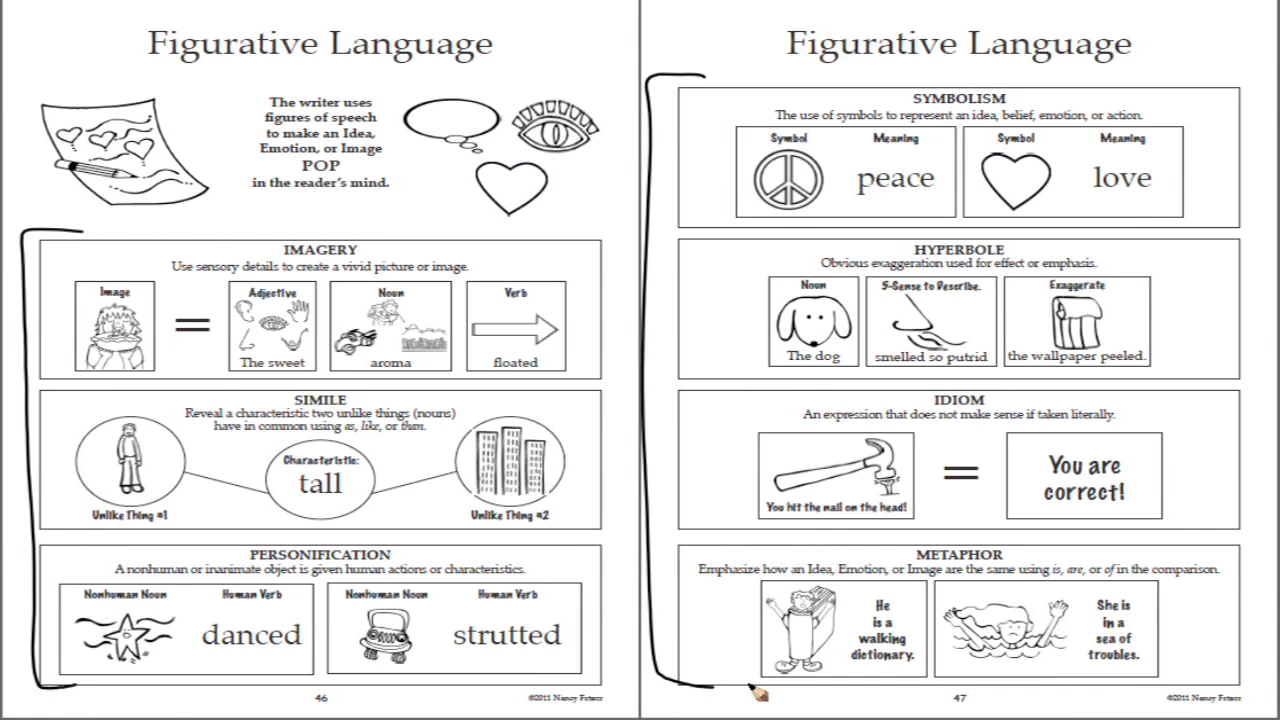 Figurative Language
The writer uses
figures of speech
to make an Idea,
Emotion, or Image
POP
in the reader's mind.
IMAGERY
Use sensory details to create a vivid picture or image.
Image
Adjective
The sweet
Noun
aroma
Verb
floated
SIMILE
Reveal a characteristic two unlike things (nouns)
have in common using as, like, or than.
Unlike Thing #1
Characteristic:
tall
Unlike Thing #2
PERSONIFICATION
A nonhuman or inanimate object is given human actions or characteristics.
Nonhuman Noun
Human Verb
danced
Nonhuman Noun
Human Verb
strutted
46
©2011 Nancy Fetzer
Figurative Language
SYMBOLISM
The use of symbols to represent an idea, belief, emotion, or action.
Symbol
Meaning
peace
Symbol
Meaning
love
HYPERBOLE
Obvious exaggeration used for effect or emphasis.
Noun
The dog
5-Sense to Describe.
smelled so putrid
Exaggerate
the wallpaper peeled.
IDIOM
An expression that does not make sense if taken literally.
You hit the nail on the head!
You are
correct!
METAPHOR
Emphasize how an Idea, Emotion, or Image are the same using is, are, or of in the comparison.
He
is a
walking
dictionary.
She is
in a
sea of
troubles.
47
©2011 Nancy Fetzer